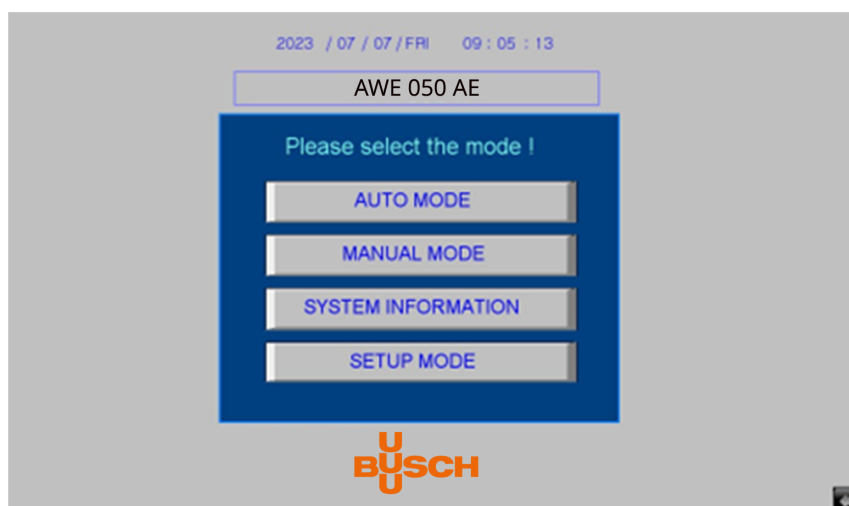 2023 / 07 / 07 / FRI 09 : 05 : 13
AWE 050 AE
Please select the mode !
AUTO MODE
MANUAL MODE
SYSTEM INFORMATION
SETUP MODE
BUSCH